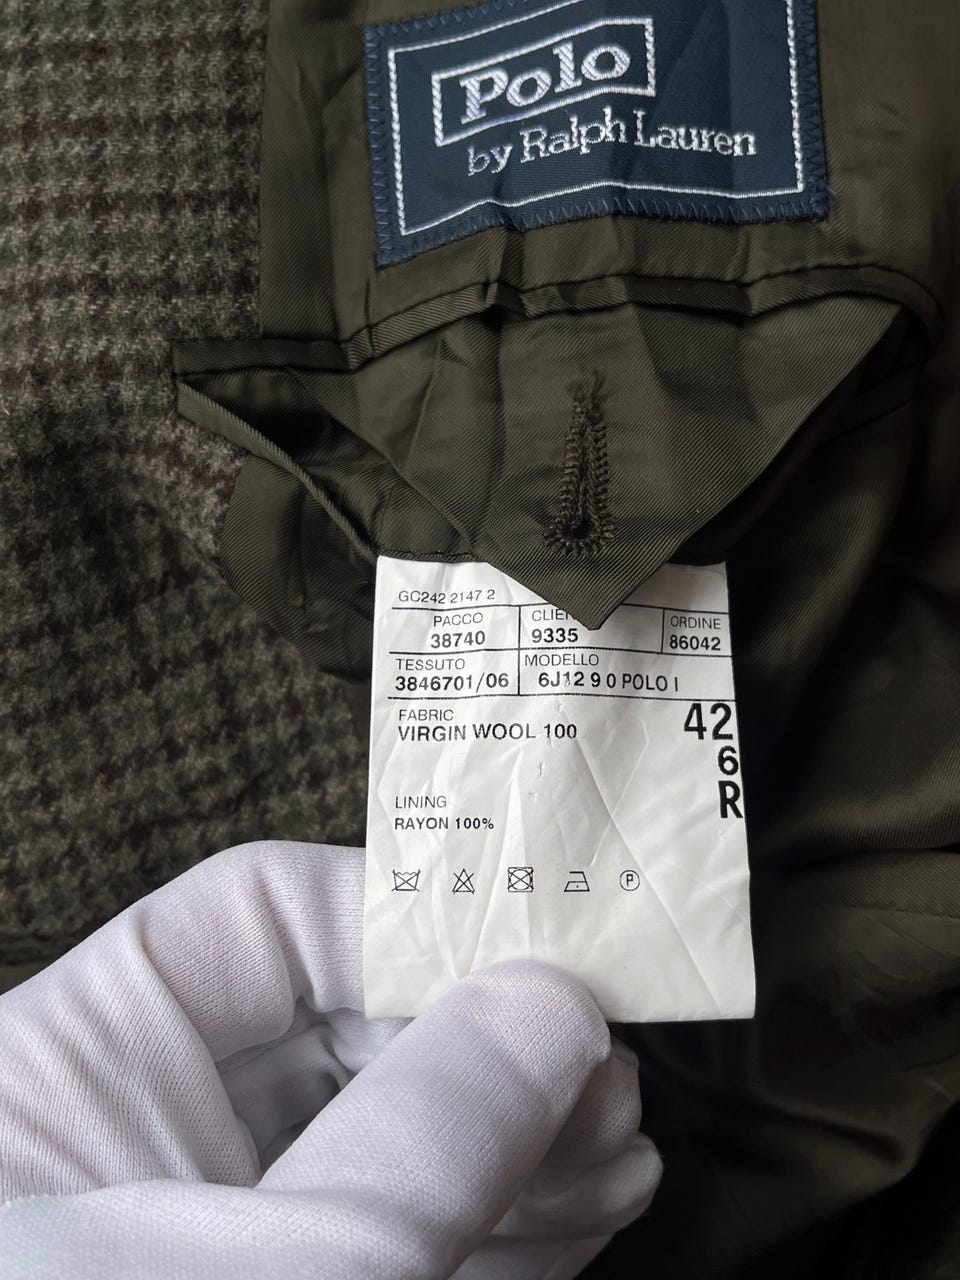 Polo
by Ralph Lauren
GC242 2147 2
PACCO
38740
9335
ORDINE
86042
TESSUTO
3846701/06
MODELLO
6J12 9 0 POLO I
FABRIC
VIRGIN WOOL 100
42
6
R
LINING
RAYON 100%
P